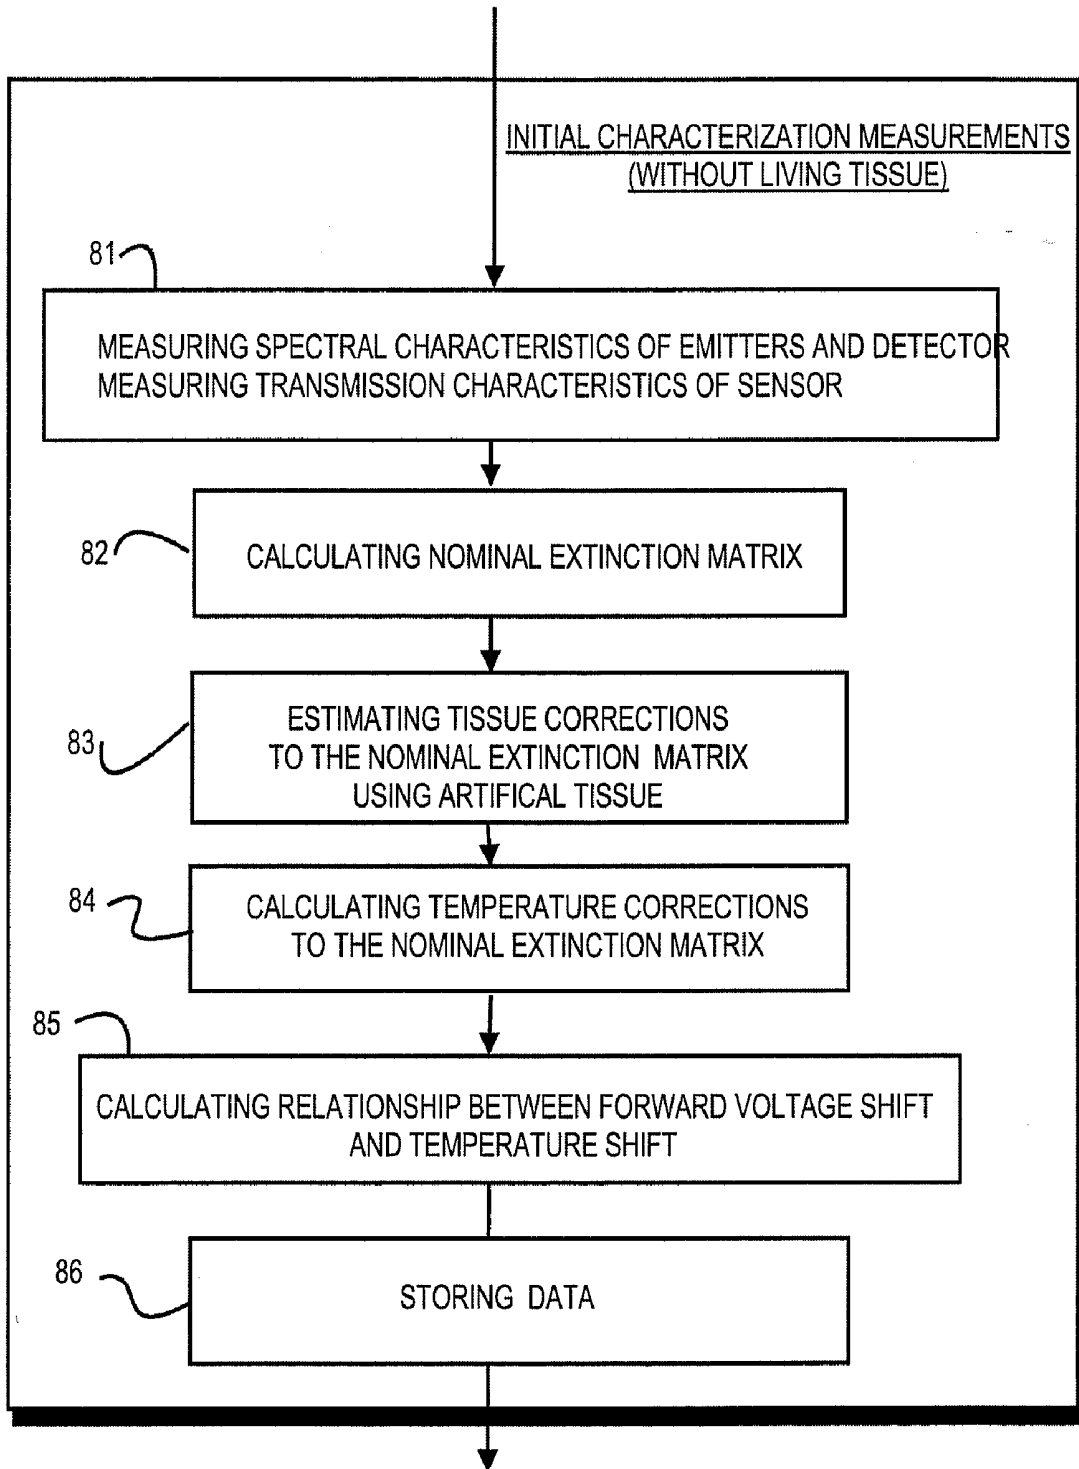 INITIAL CHARACTERIZATION MEASUREMENTS
(WITHOUT LIVING TISSUE)
81
MEASURING SPECTRAL CHARACTERISTICS OF EMITTERS AND DETECTOR
MEASURING TRANSMISSION CHARACTERISTICS OF SENSOR
82
CALCULATING NOMINAL EXTINCTION MATRIX
83
ESTIMATING TISSUE CORRECTIONS
TO THE NOMINAL EXTINCTION MATRIX
USING ARTIFICAL TISSUE
84
CALCULATING TEMPERATURE CORRECTIONS
TO THE NOMINAL EXTINCTION MATRIX
85
CALCULATING RELATIONSHIP BETWEEN FORWARD VOLTAGE SHIFT
AND TEMPERATURE SHIFT
86
STORING DATA